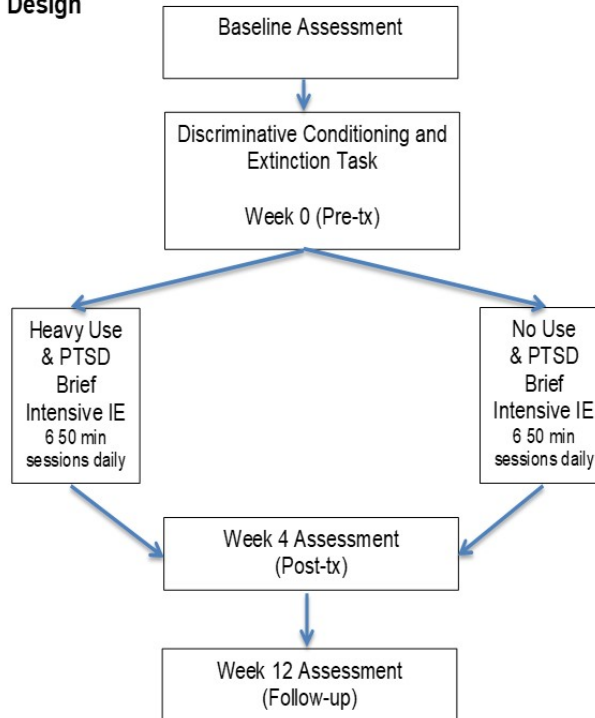 Design
Baseline Assessment
Discriminative Conditioning and
Extinction Task
Week 0 (Pre-tx)
Heavy Use
& PTSD
Brief
Intensive IE
6 50 min
sessions daily
No Use
& PTSD
Brief
Intensive IE
6 50 min
sessions daily
Week 4 Assessment
(Post-tx)
Week 12 Assessment
(Follow-up)